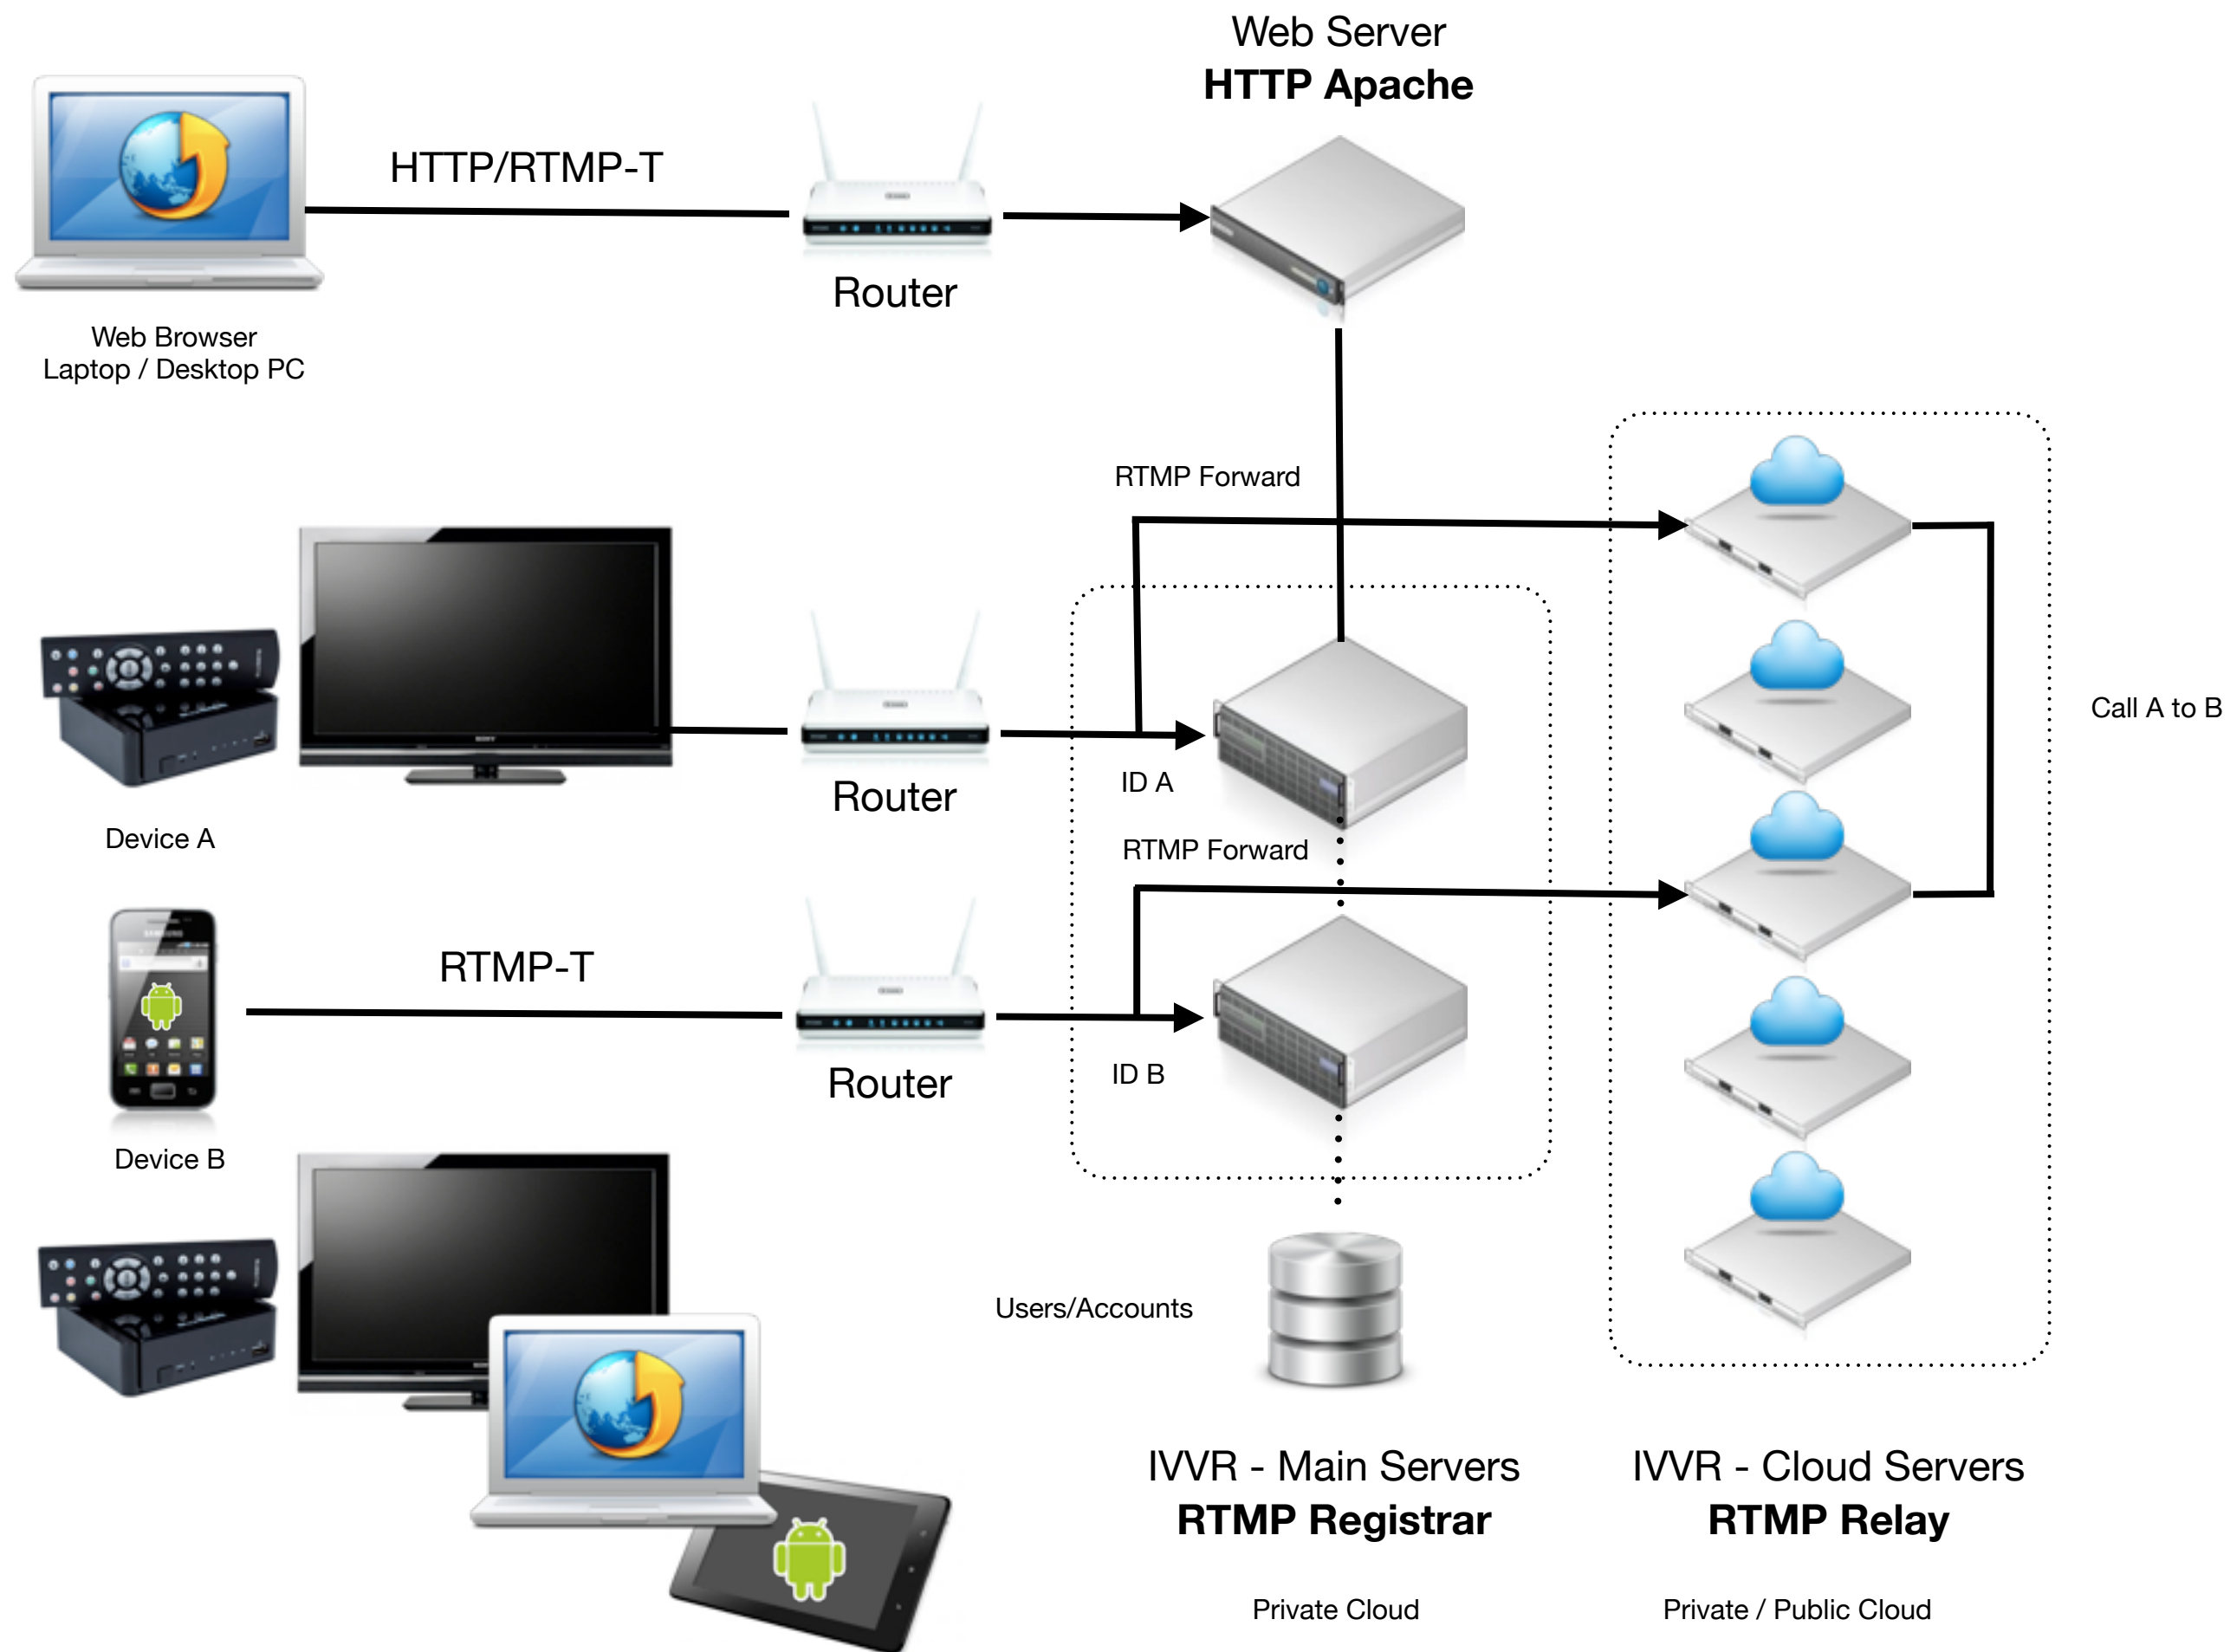 Web Server
HTTP Apache
HTTP/RTMP-T
Router
Web Browser
Laptop / Desktop PC
RTMP Forward
SONY
Router
ID A
Call A to B
Device A
RTMP Forward
SAMSUNG
RTMP-T
Router
ID B
Device B
Users/Accounts
IVVR - Main Servers
RTMP Registrar
IVVR - Cloud Servers
RTMP Relay
Private Cloud
Private / Public Cloud